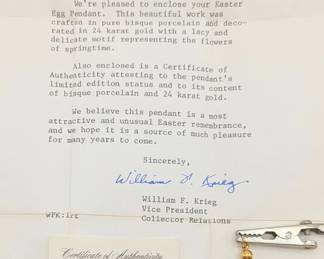 We're pleased to enclose your Easter
Egg Pendant. This beautiful work was
crafted in pure bisque porcelain and deco-
rated in 24 karat gold with a lacy and
delicate motif representing the flowers
of springtime.
Also enclosed is a Certificate of
Authenticity attesting to the pendant's
limited edition status and to its content
of bisque porcelain and 24 karat gold.
We believe this pendant is a most
attractive and unusual Easter remembrance,
and we hope it is a source of much pleasure
for many years to come.
Sincerely,
William F. Krieg
William F. Krieg
Vice President
Collector Relations
WFK:lrt
Certificate of Authenticity